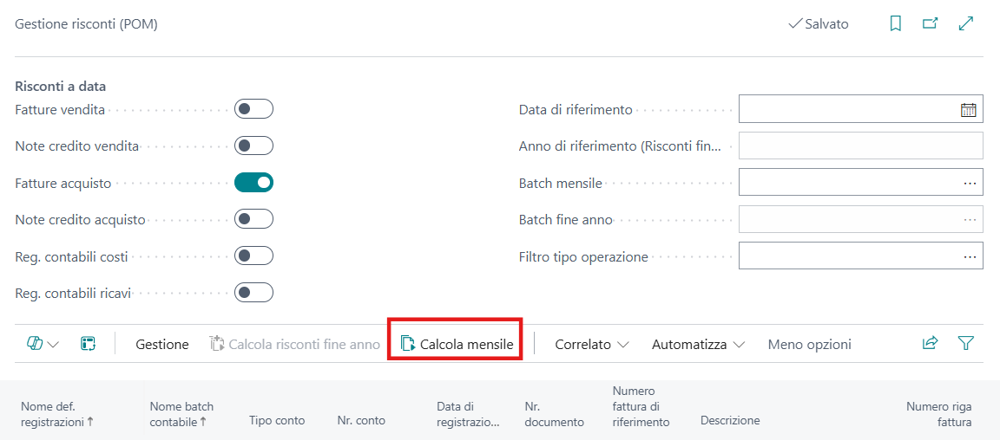 Gestione risconti (POM)
Salvato
Risconti a data
Fatture vendita
Data di riferimento
Note credito vendita
Anno di riferimento (Risconti fin...
Fatture acquisto
Batch mensile
Note credito acquisto
Batch fine anno
Reg. contabili costi
Filtro tipo operazione
Reg. contabili ricavi
Gestione Calcola risconti fine anno Calcola mensile Correlato Automatizza Meno opzioni
Nome def.
registrazioni ↑
Nome batch
contabile ↑
Tipo conto
Nr. conto
Data di
registrazio...
Nr.
documento
Numero
fattura di
riferimento
Descrizione
Numero riga
fattura